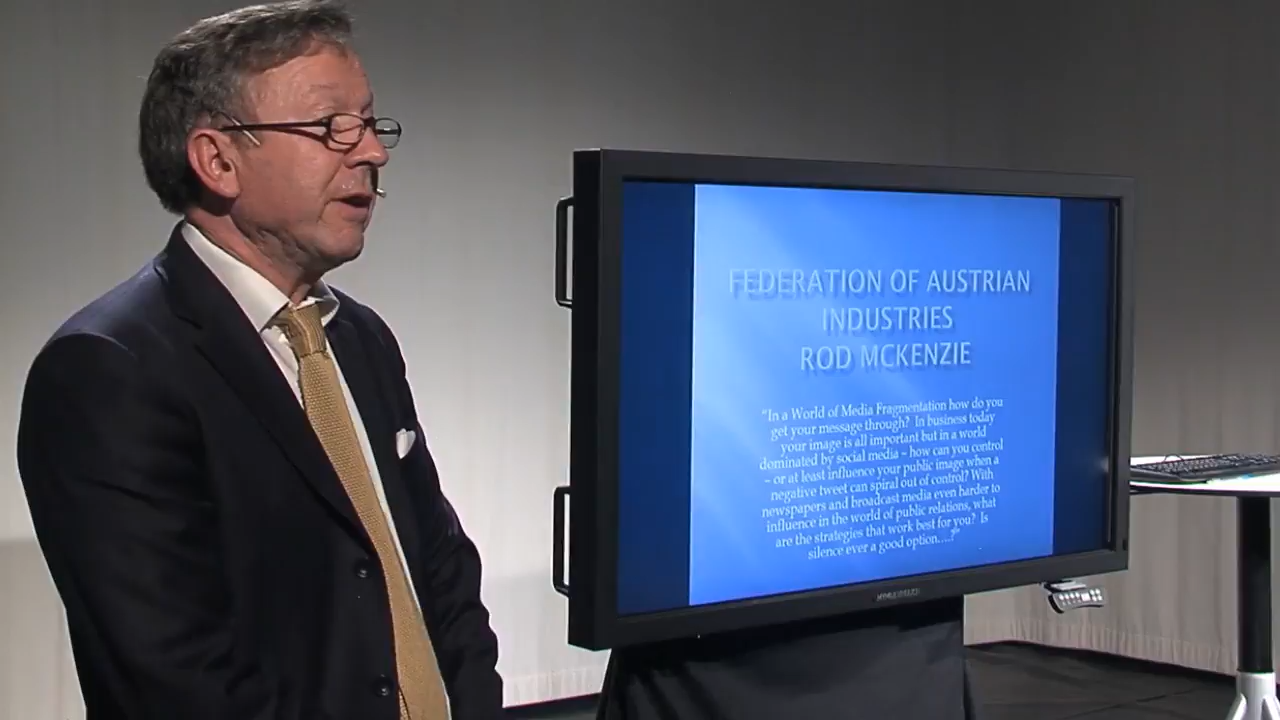 FEDERATION OF AUSTRIAN
INDUSTRIES
ROD MCKENZIE
"In a World of Media Fragmentation how do you
get your message through? In business today
your image is all important but in a world
dominated by social media – how can you control
– or at least influence your public image when a
negative tweet can spiral out of control? With
newspapers and broadcast media even harder to
influence in the world of public relations, what
are the strategies that work best for you? Is
silence ever a good option….?"